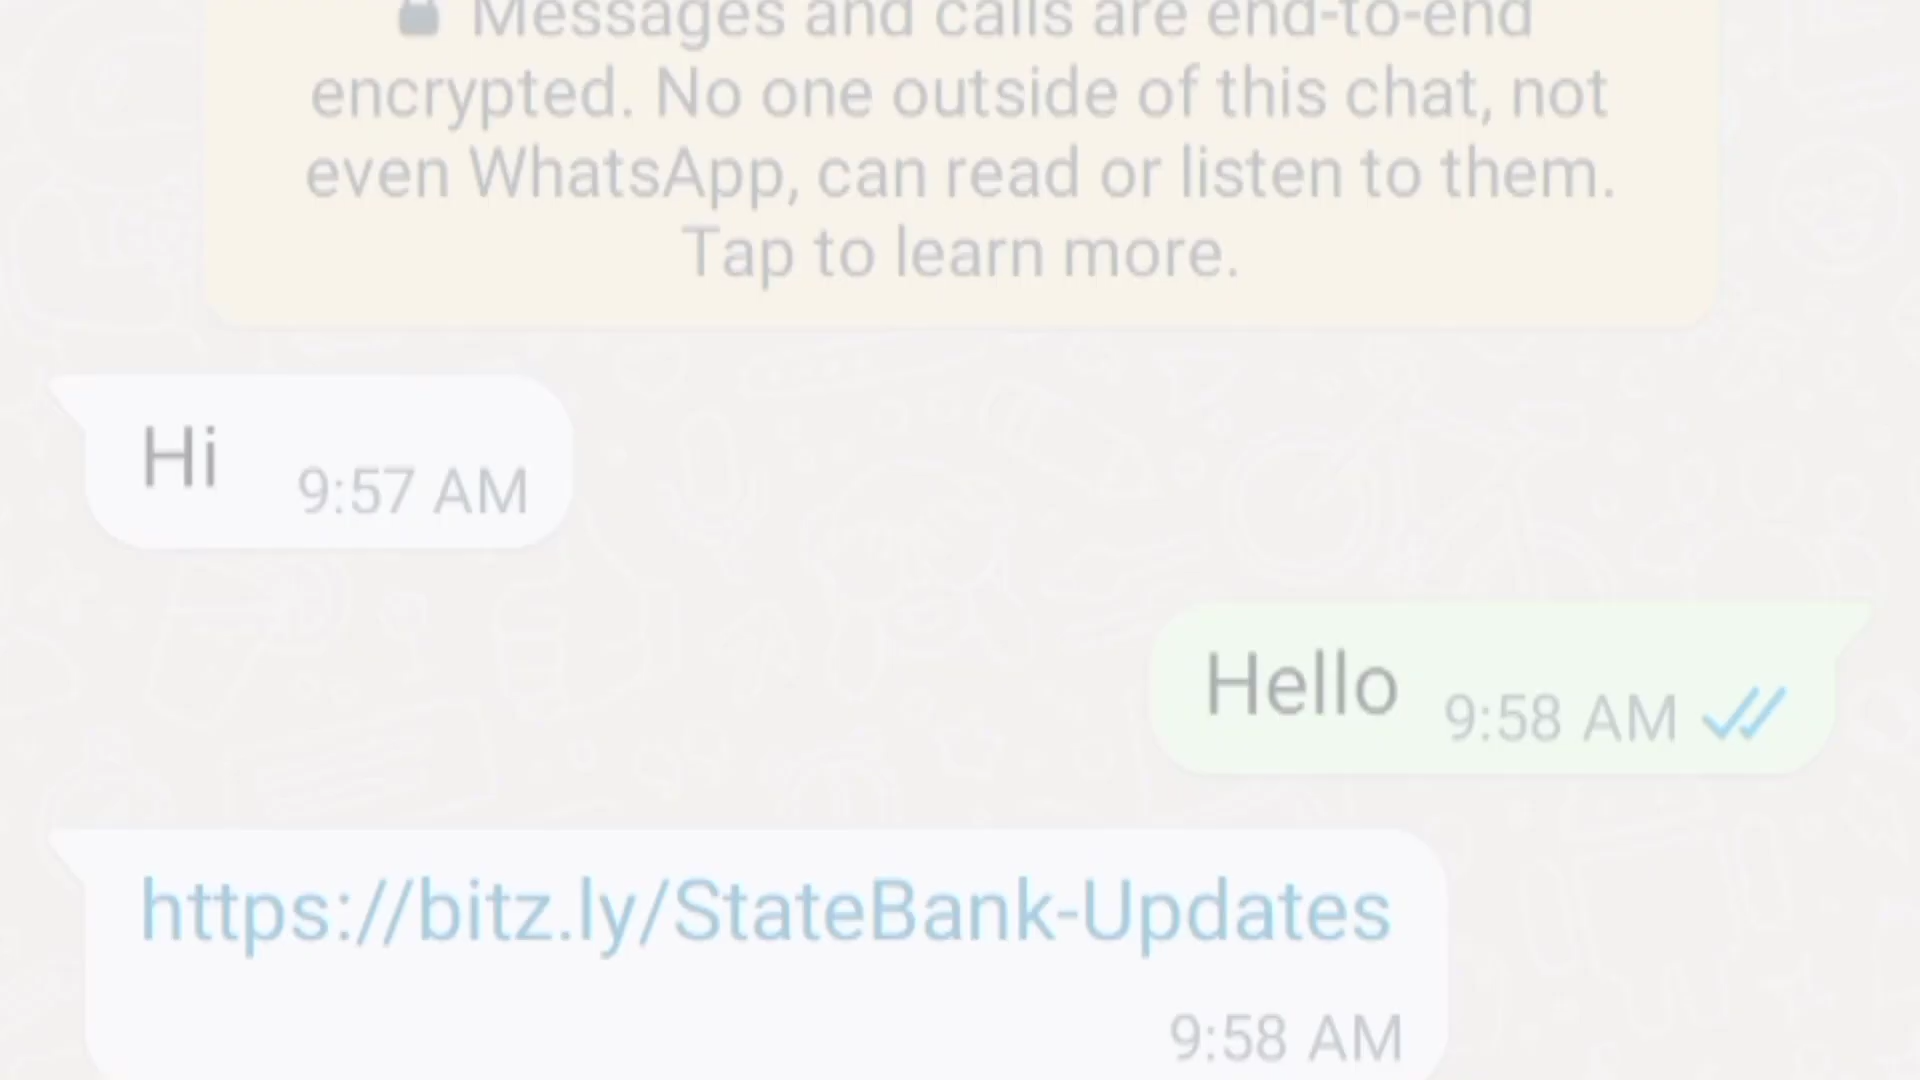 Messages and calls are end-to-end
encrypted. No one outside of this chat, not
even WhatsApp, can read or listen to them.
Tap to learn more.
Hi
9:57 AM
Hello
9:58 AM
https://bitz.ly/StateBank-Updates
9:58 AM